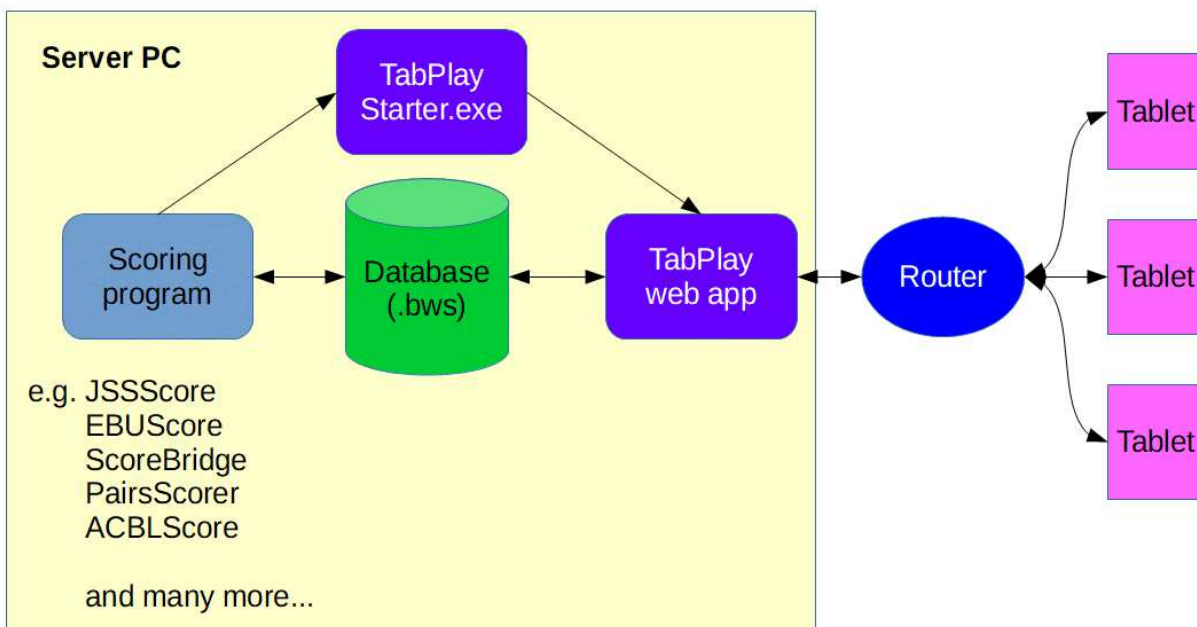 Server PC
TabPlay
Starter.exe
Scoring
program
Database
(.bws)
TabPlay
web app
Router
Tablet
Tablet
Tablet
e.g. JSSScore
EBUScore
ScoreBridge
PairsScorer
ACBLScore
and many more...